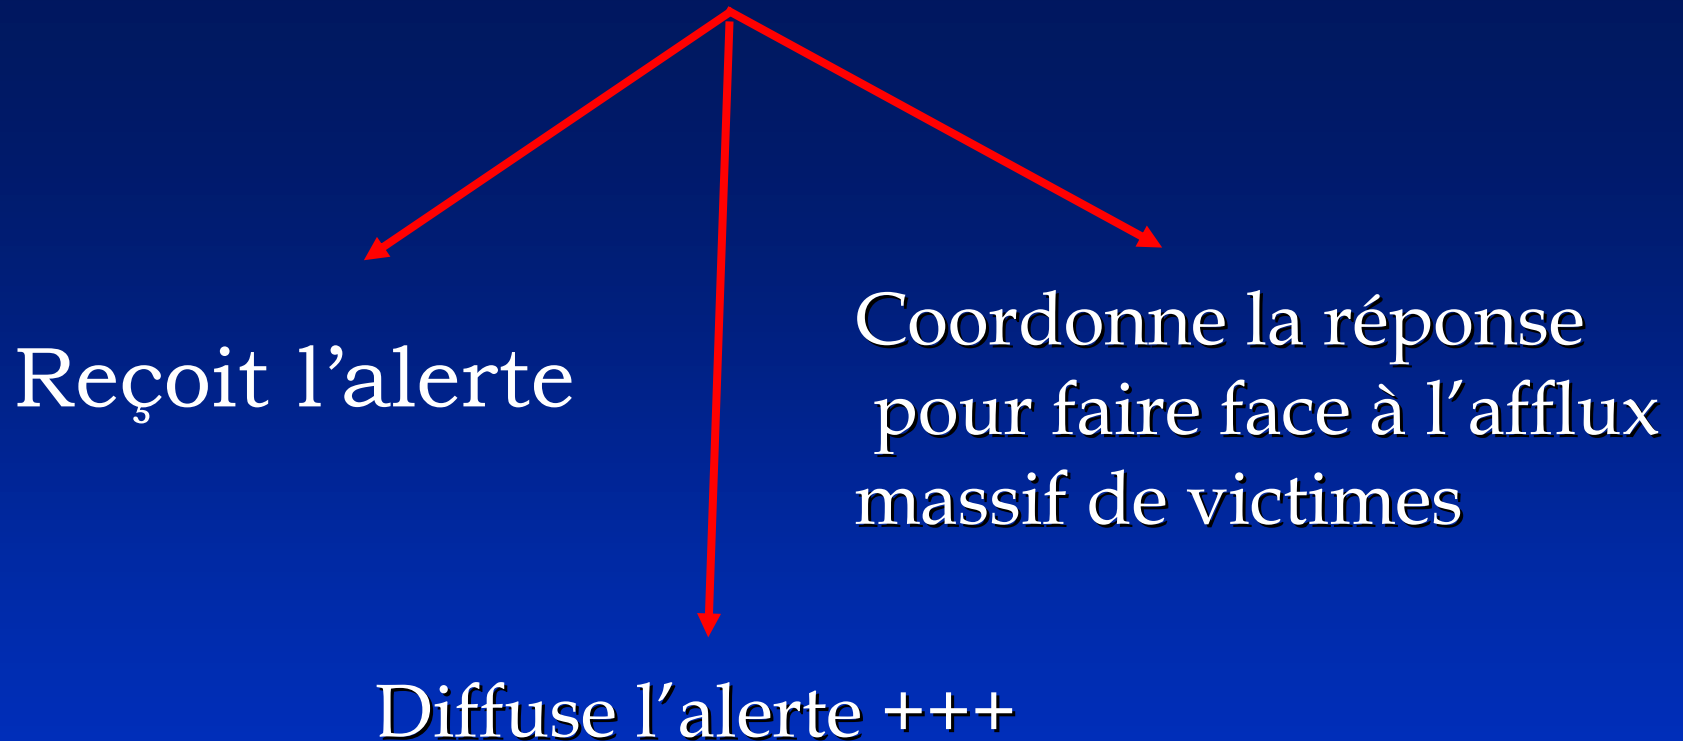 Reçoit l’alerte
Coordonne la réponse
pour faire face à l’afflux
massif de victimes
Diffuse l’alerte +++